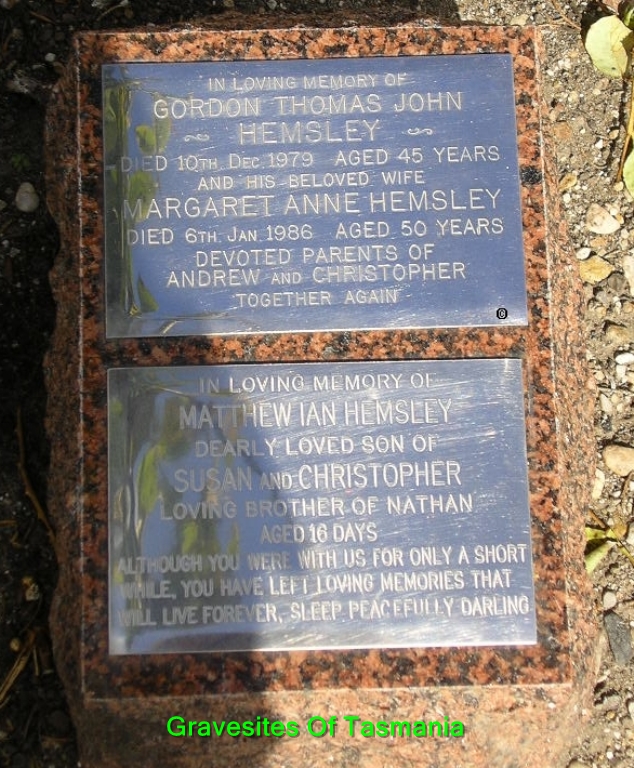 IN LOVING MEMORY OF
GORDON THOMAS JOHN
~ HEMSLEY ~
DIED 10TH DEC. 1979 AGED 45 YEARS
AND HIS BELOVED WIFE
MARGARET ANNE HEMSLEY
DIED 6TH JAN. 1986 AGED 50 YEARS
DEVOTED PARENTS OF
ANDREW AND CHRISTOPHER
TOGETHER AGAIN
@
IN LOVING MEMORY OF
MATTHEW IAN HEMSLEY
DEARLY LOVED SON OF
SUSAN AND CHRISTOPHER
LOVING BROTHER OF NATHAN
AGED 16 DAYS
ALTHOUGH YOU WERE WITH US FOR ONLY A SHORT
WHILE, YOU HAVE LEFT LOVING MEMORIES THAT
WILL LIVE FOREVER, SLEEP PEACEFULLY DARLING
Gravesites Of Tasmania